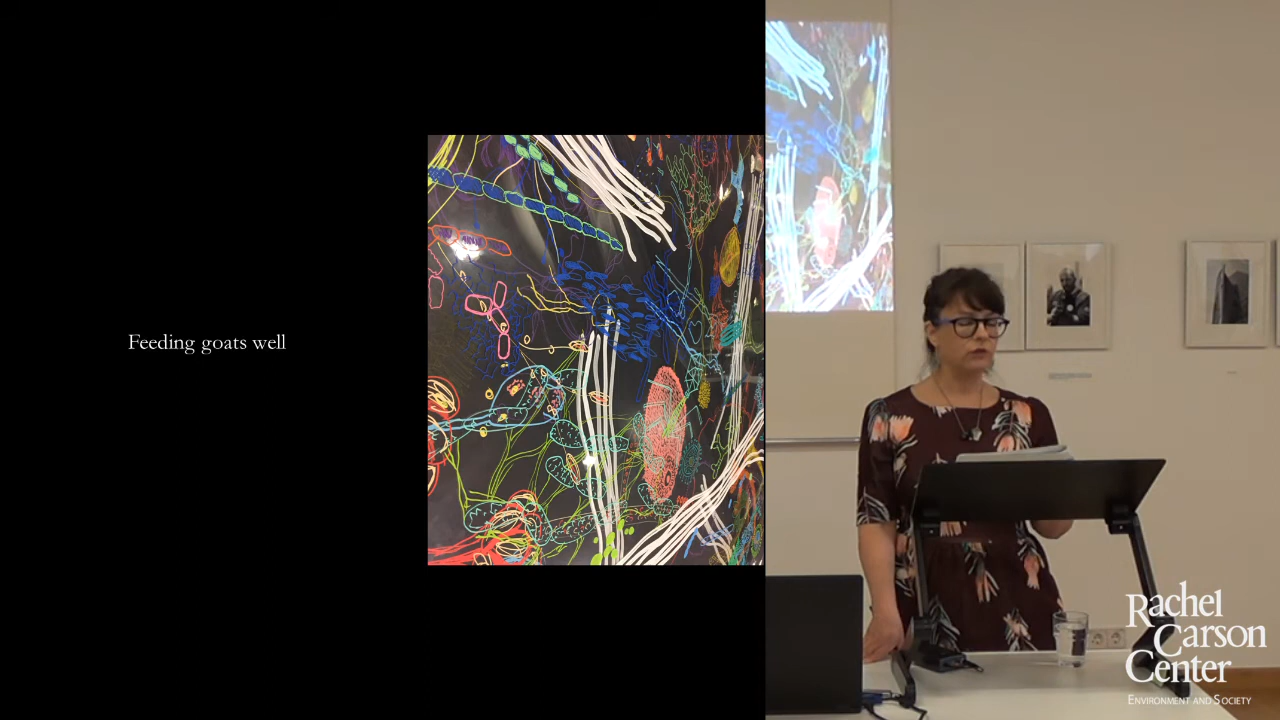 Feeding goats well
Rachel
Carson
Center
ENVIRONMENT AND SOCIETY